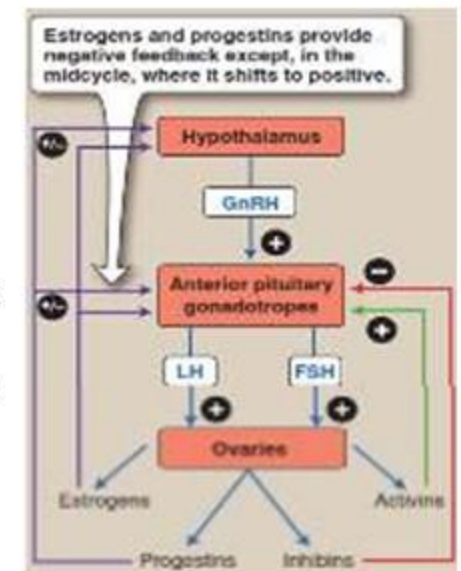 Estrogens and progestins provide
negative feedback except, in the
midcycle, where it shifts to positive.
Hypothalamus
+/-
GnRH
+
Anterior pituitary
gonadotropes
−
+/-
+
LH
FSH
+
+
Ovaries
Estrogens
Activins
Progestins
Inhibins